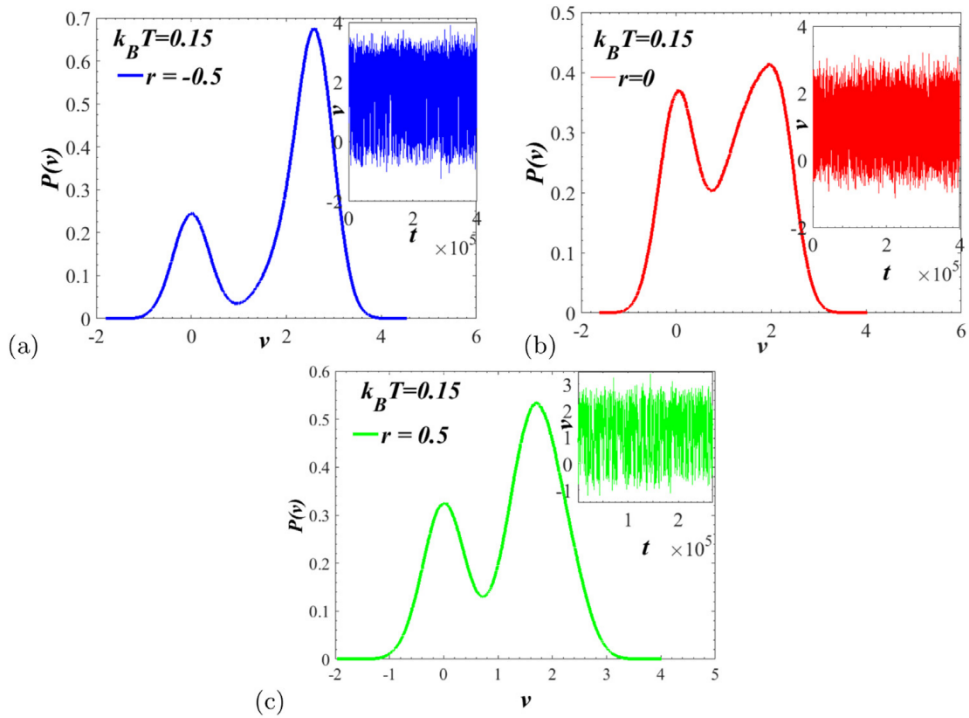 0.7
0.6
0.5
0.4
0.3
0.2
0.1
0
-2 0 2 4 6
P(v)
v
k_BT=0.15
r = -0.5
4
2
0
-2
0 2 4
v
t
×10^5
(a)
0.5
0.4
0.3
0.2
0.1
0
-2 0 2 4 6
P(v)
v
k_BT=0.15
r=0
4
2
0
-2
0 2 4
v
t
×10^5
(b)
0.6
0.5
0.4
0.3
0.2
0.1
0
-2 -1 0 1 2 3 4 5
P(v)
v
k_BT=0.15
r = 0.5
3
2
1
0
-1
1 2
v
t
×10^5
(c)